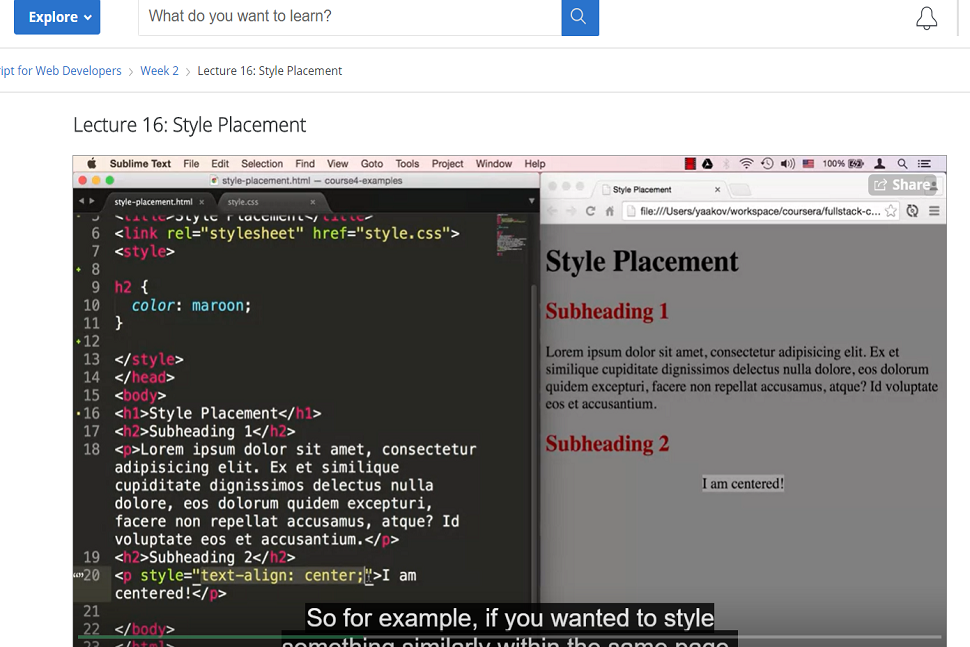 Explore
What do you want to learn?
ipt for Web Developers > Week 2 > Lecture 16: Style Placement
Lecture 16: Style Placement
Sublime Text File Edit Selection Find View Goto Tools Project Window Help 100%
style-placement.html — course4-examples
style-placement.html × style.css ×
5 <title>Style Placement</title>
6 <link rel="stylesheet" href="style.css">
7 <style>
8
9 h2 {
10 color: maroon;
11 }
12
13 </style>
14 </head>
15 <body>
16 <h1>Style Placement</h1>
17 <h2>Subheading 1</h2>
18 <p>Lorem ipsum dolor sit amet, consectetur
adipisicing elit. Ex et similique
cupiditate dignissimos delectus nulla
dolore, eos dolorum quidem excepturi,
facere non repellat accusamus, atque? Id
voluptate eos et accusantium.</p>
19 <h2>Subheading 2</h2>
20 <p style="text-align: center;">I am
centered!</p>
21
22 </body>
23 </html>
Style Placement ×
Share
file:///Users/yaakov/workspace/coursera/fullstack-c...
Style Placement
Subheading 1
Lorem ipsum dolor sit amet, consectetur adipisicing elit. Ex et
similique cupiditate dignissimos delectus nulla dolore, eos dolorum
quidem excepturi, facere non repellat accusamus, atque? Id voluptate
eos et accusantium.
Subheading 2
I am centered!
So for example, if you wanted to style
something similarly within the same page